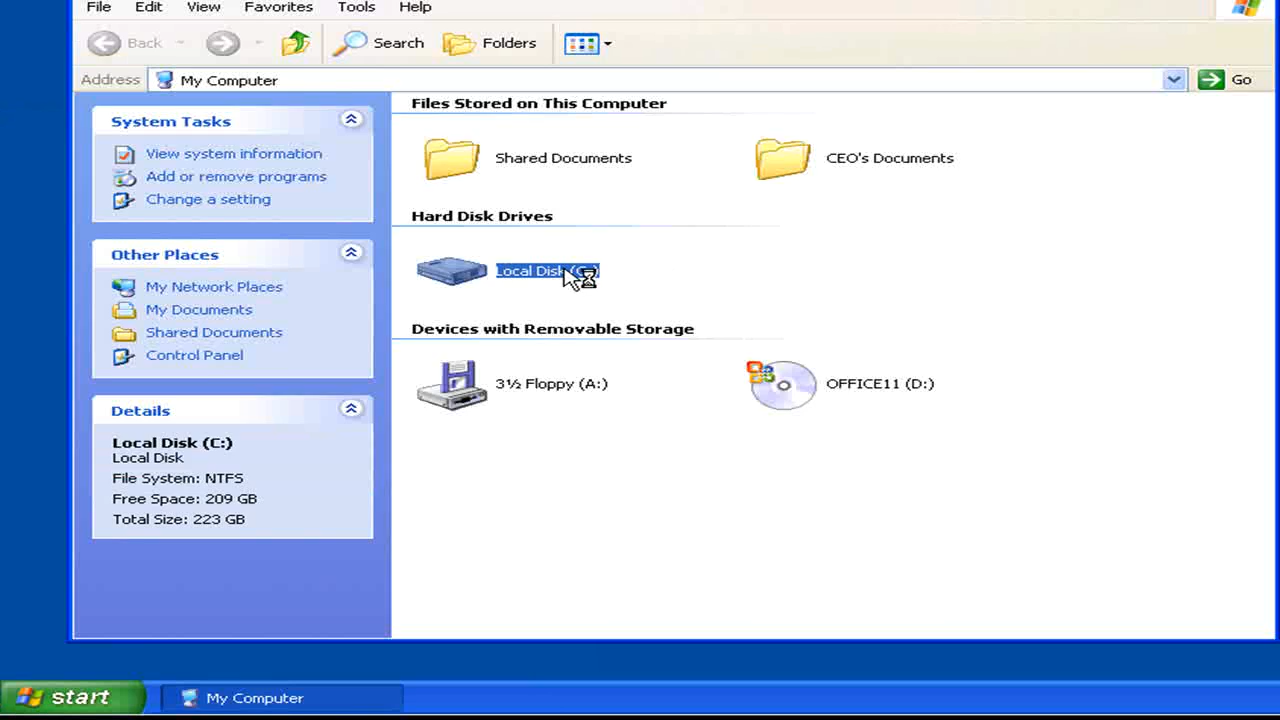 File Edit View Favorites Tools Help
Back Search Folders
Address My Computer Go
System Tasks
View system information
Add or remove programs
Change a setting
Other Places
My Network Places
My Documents
Shared Documents
Control Panel
Details
Local Disk (C:)
Local Disk
File System: NTFS
Free Space: 209 GB
Total Size: 223 GB
Files Stored on This Computer
Shared Documents CEO's Documents
Hard Disk Drives
Local Disk (C:)
Devices with Removable Storage
3½ Floppy (A:) OFFICE11 (D:)
start My Computer